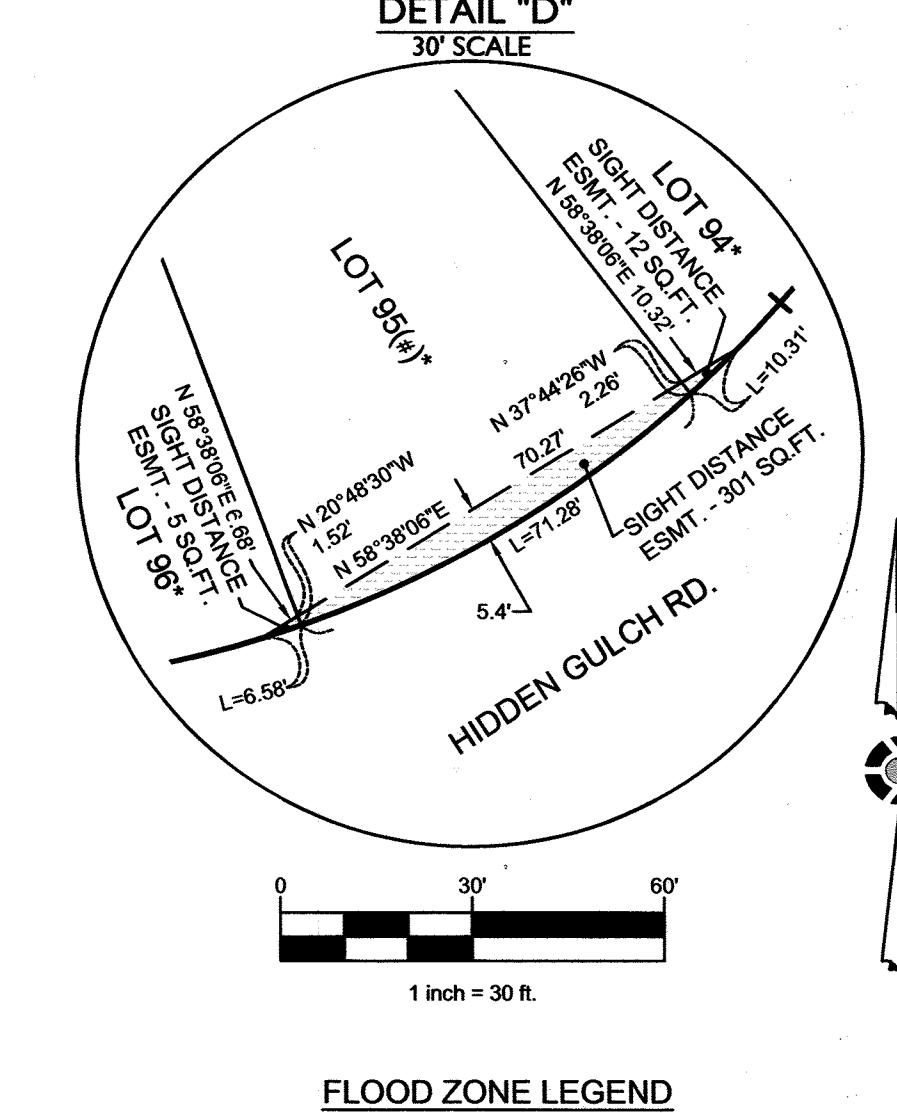 DETAIL "D"
30' SCALE
LOT 94*
SIGHT DISTANCE
ESMT. - 12 SQ.FT.
N 58°38'06"E 10.32'
LOT 95(#)*
L=10.31'
N 37°44'26"W
2.26'
70.27'
SIGHT DISTANCE
ESMT. - 301 SQ.FT.
N 58°38'06"E 6.68'
SIGHT DISTANCE
ESMT. - 5 SQ.FT.
LOT 96*
N 20°48'30"W
1.52'
N 58°38'06"E
L=71.28'
5.4'
L=6.58'
HIDDEN GULCH RD.
0 30' 60'
1 inch = 30 ft.
FLOOD ZONE LEGEND